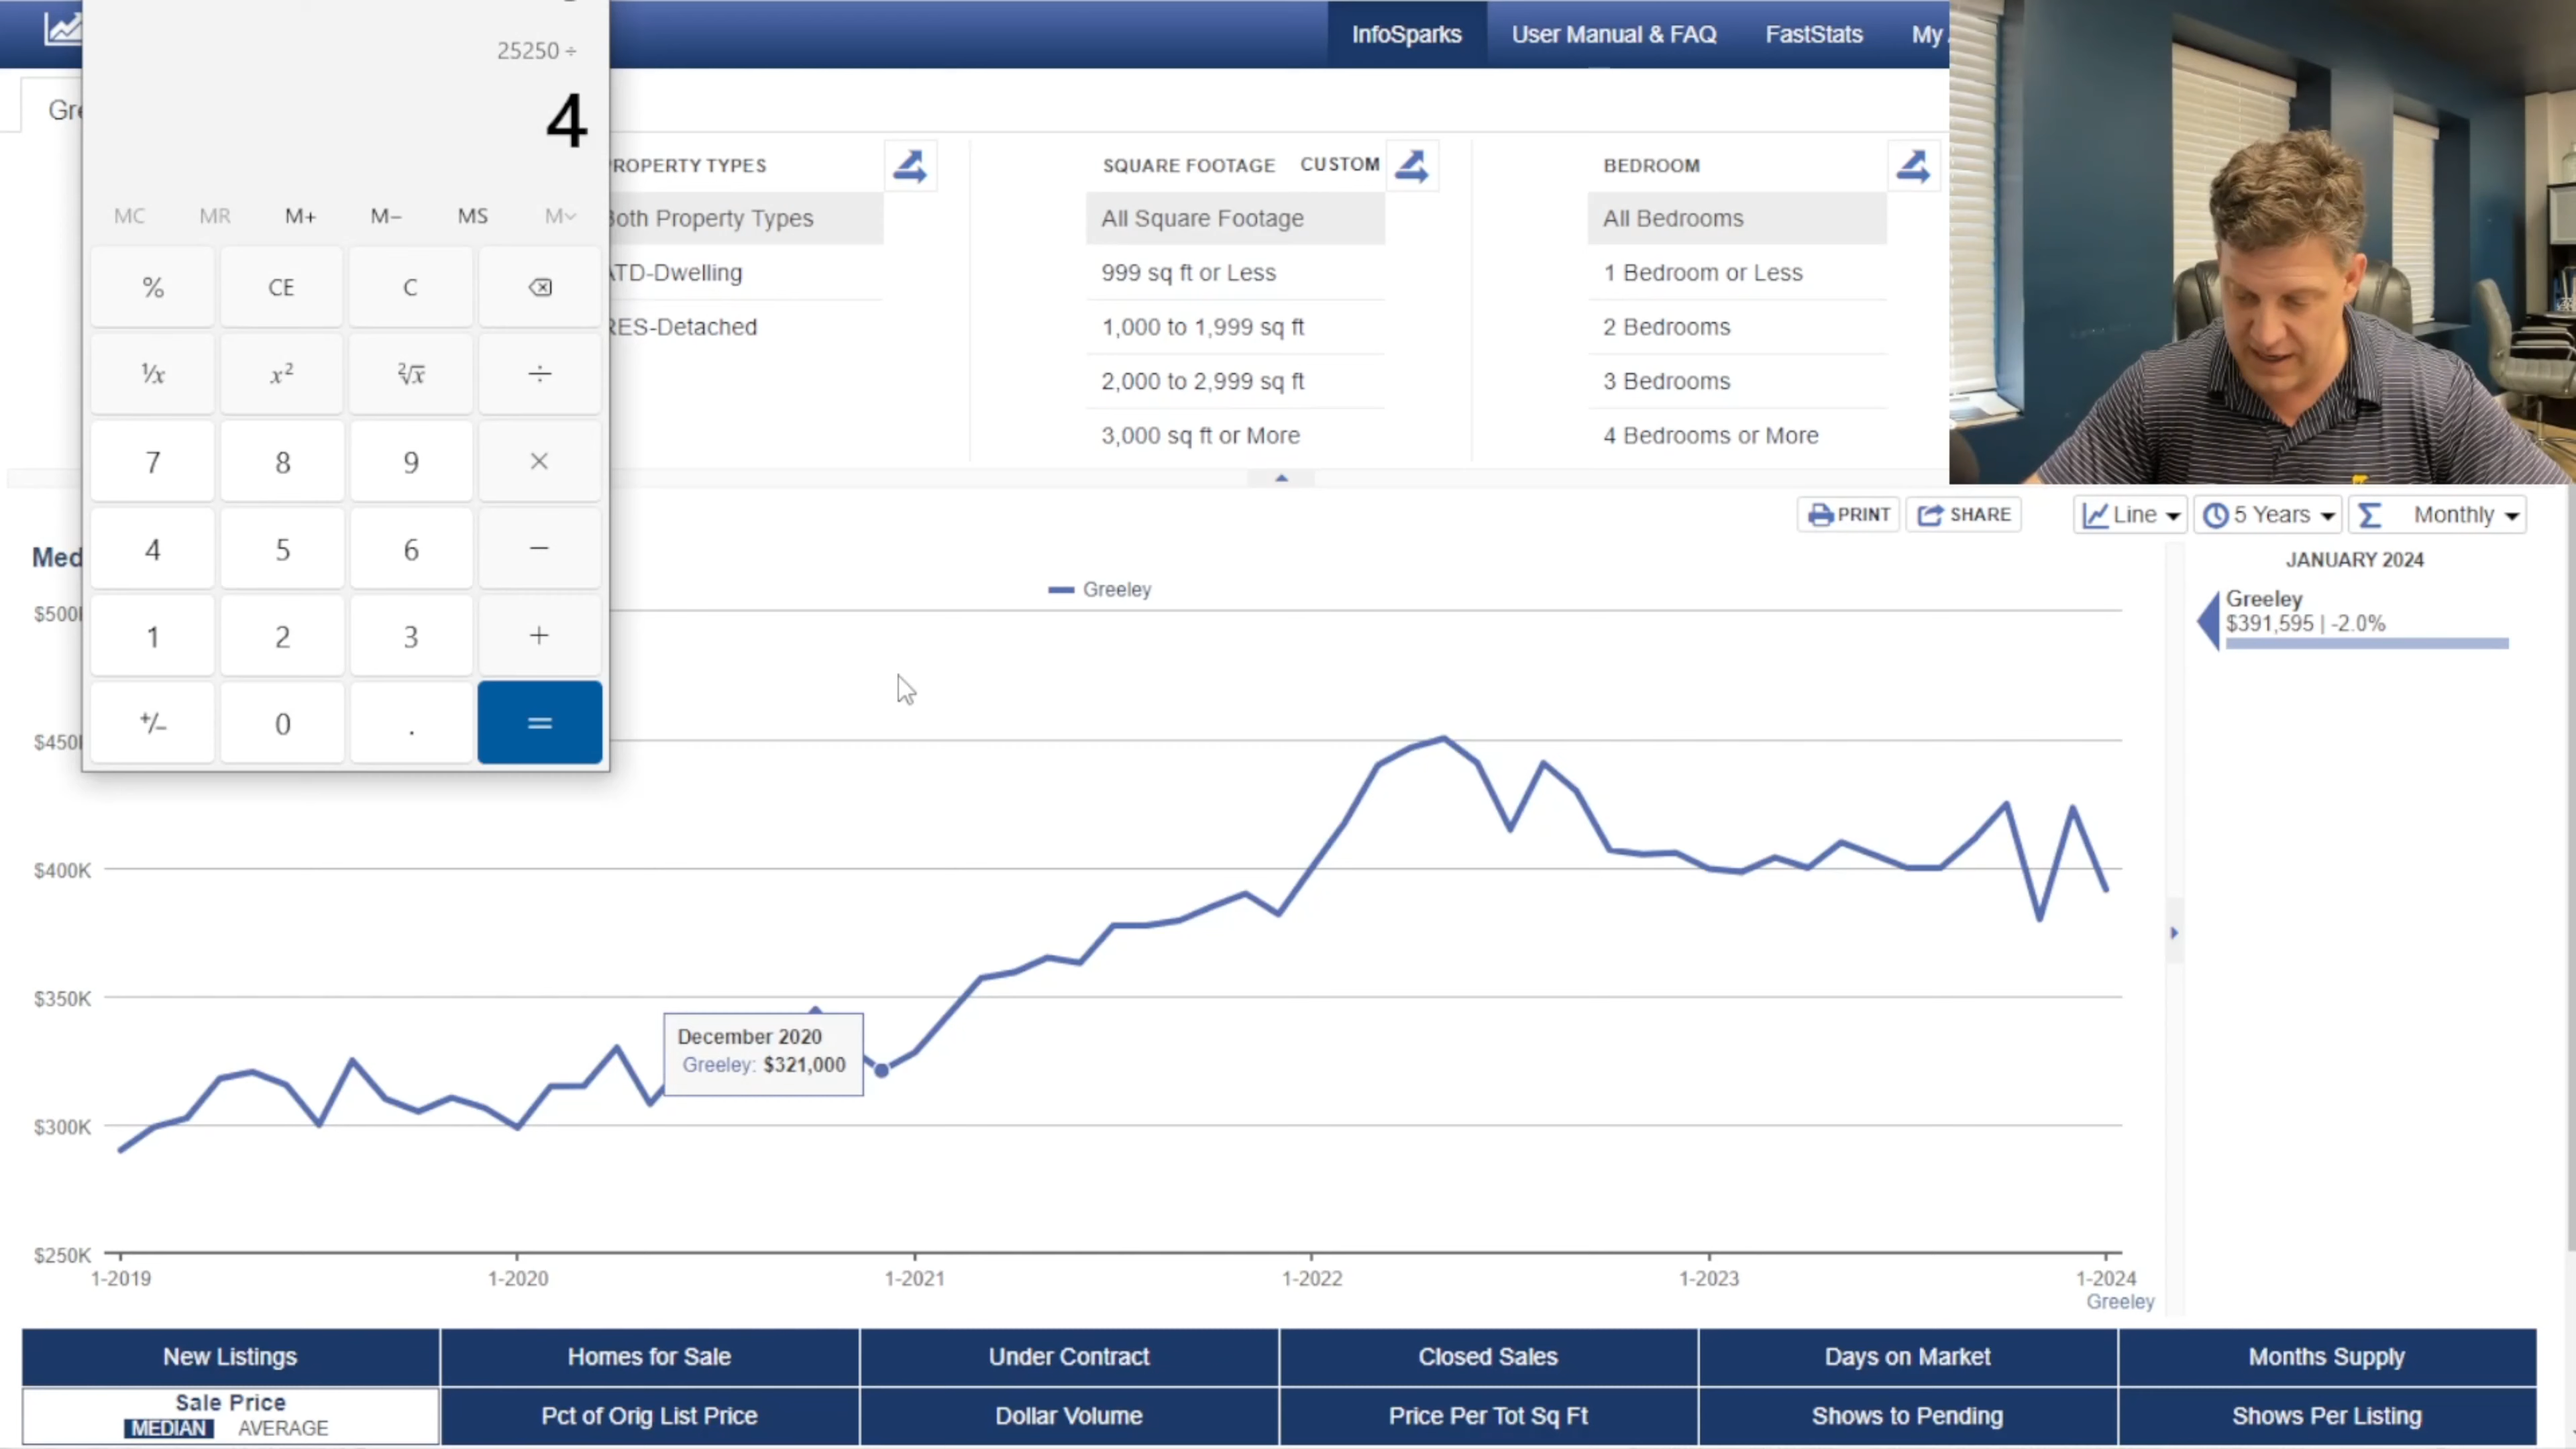 InfoSparks
User Manual & FAQ
FastStats
My
25250 ÷
4
MC MR M+ M− MS M
% CE C
¹/x x² ²√x ÷
7 8 9 ×
4 5 6 −
1 2 3 +
+/− 0 . =
Gre
ROPERTY TYPES
Both Property Types
ATD-Dwelling
RES-Detached
SQUARE FOOTAGE CUSTOM
All Square Footage
999 sq ft or Less
1,000 to 1,999 sq ft
2,000 to 2,999 sq ft
3,000 sq ft or More
BEDROOM
All Bedrooms
1 Bedroom or Less
2 Bedrooms
3 Bedrooms
4 Bedrooms or More
PRINT
SHARE
Line
5 Years
Σ Monthly
Med
Greeley
JANUARY 2024
Greeley
$391,595 | -2.0%
$500K
$450K
$400K
$350K
$300K
$250K
December 2020
Greeley: $321,000
1-2019 1-2020 1-2021 1-2022 1-2023 1-2024
Greeley
New Listings
Homes for Sale
Under Contract
Closed Sales
Days on Market
Months Supply
Sale Price
MEDIAN AVERAGE
Pct of Orig List Price
Dollar Volume
Price Per Tot Sq Ft
Shows to Pending
Shows Per Listing